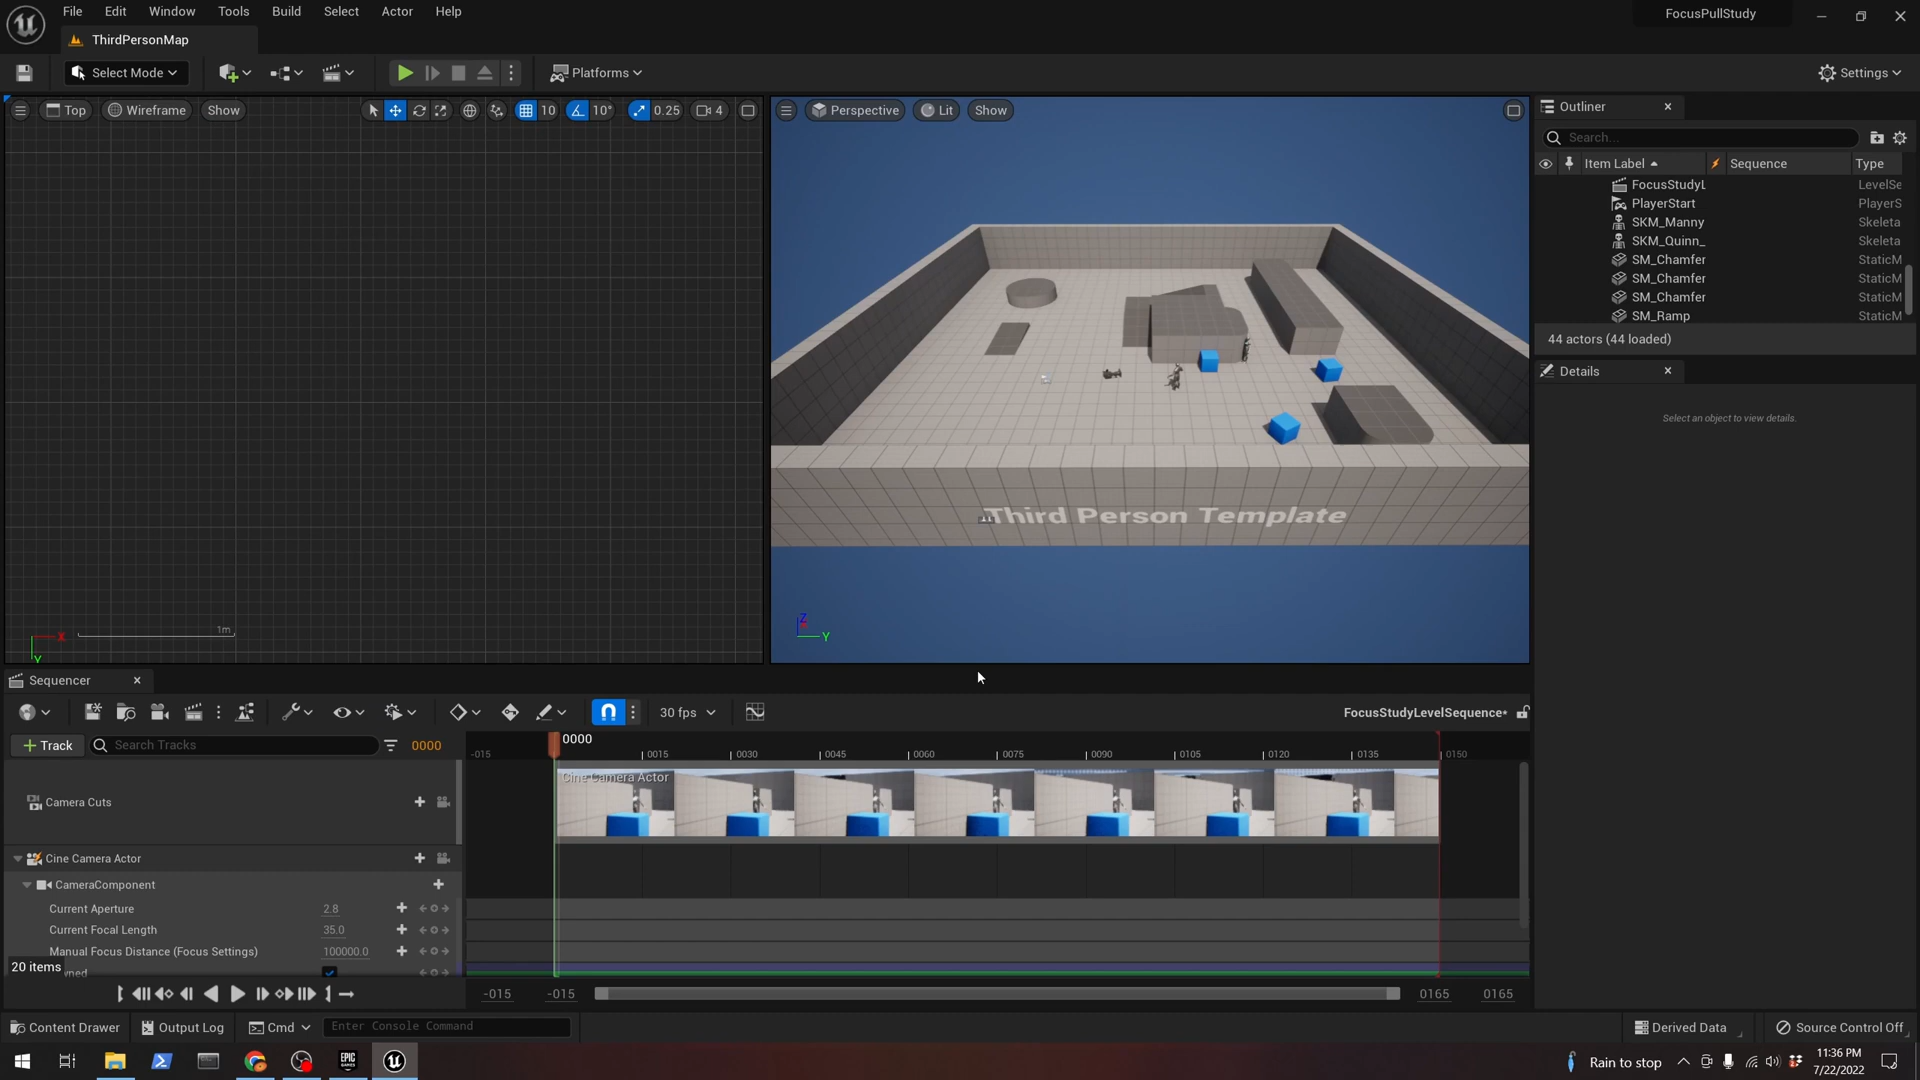 File Edit Window Tools Build Select Actor Help
FocusPullStudy
ThirdPersonMap
Select Mode
Platforms
Settings
Top Wireframe Show
10 10° 0.25 4
Perspective Lit Show
Outliner
Search...
Item Label Sequence Type
FocusStudyL LevelSe
PlayerStart PlayerS
SKM_Manny Skeleta
SKM_Quinn_ Skeleta
SM_Chamfer StaticM
SM_Chamfer StaticM
SM_Chamfer StaticM
SM_Ramp StaticM
44 actors (44 loaded)
Details
Select an object to view details.
Third Person Template
1m
X
Y
Z
Y
Sequencer
30 fps
FocusStudyLevelSequence*
Track
Search Tracks
0000
0000
-015 0015 0030 0045 0060 0075 0090 0105 0120 0135 0150
Cine Camera Actor
Camera Cuts
Cine Camera Actor
CameraComponent
Current Aperture 2.8
Current Focal Length 35.0
Manual Focus Distance (Focus Settings) 100000.0
20 items
-015 -015 0165 0165
Content Drawer Output Log Cmd Enter Console Command
Derived Data Source Control Off
EPIC GAMES
Rain to stop
11:36 PM
7/22/2022